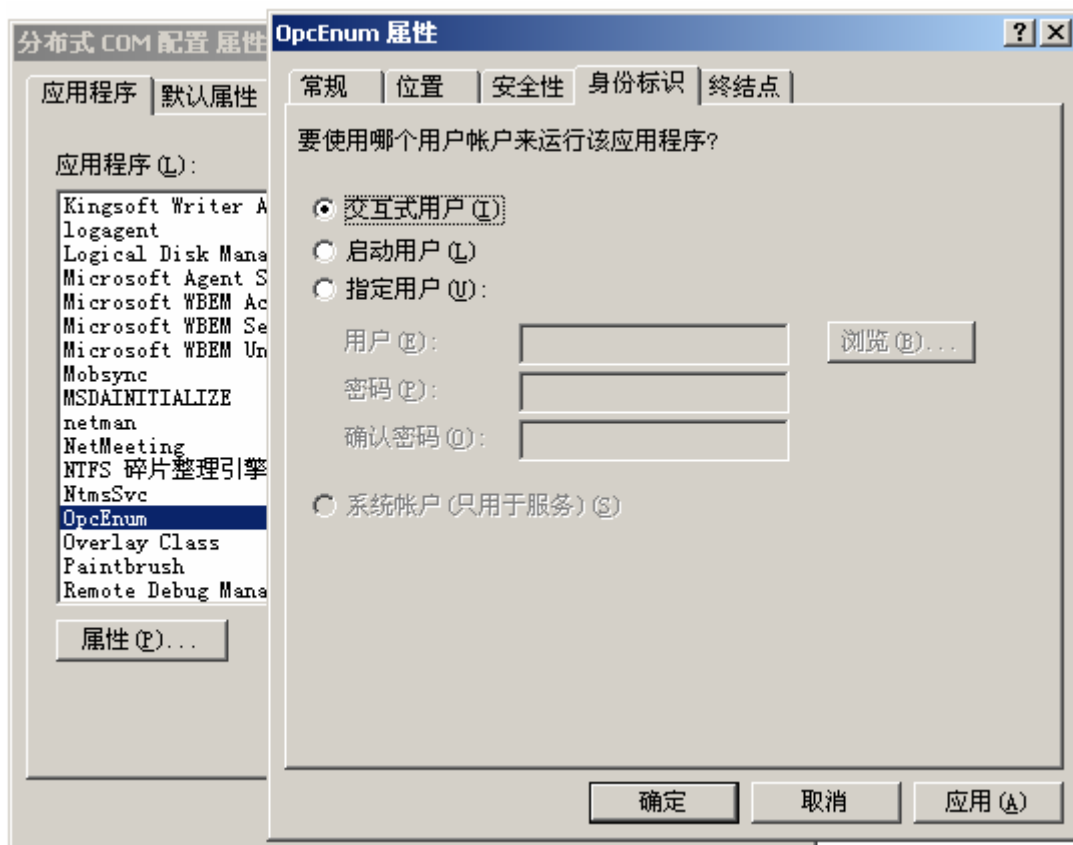 分布式 COM 配置 属性
应用程序
默认属性
应用程序(L):
Kingsoft Writer A
logagent
Logical Disk Mana
Microsoft Agent S
Microsoft WBEM Ac
Microsoft WBEM Se
Microsoft WBEM Un
Mobsync
MSDAINITIALIZE
netman
NetMeeting
NTFS 碎片整理引擎
NtmsSvc
OpcEnum
Overlay Class
Paintbrush
Remote Debug Mana
属性(P)...
OpcEnum 属性
常规
位置
安全性
身份标识
终结点
要使用哪个用户帐户来运行该应用程序?
交互式用户(I)
启动用户(L)
指定用户(U):
用户(E):
浏览(B)...
密码(P):
确认密码(O):
系统帐户(只用于服务)(S)
确定
取消
应用(A)